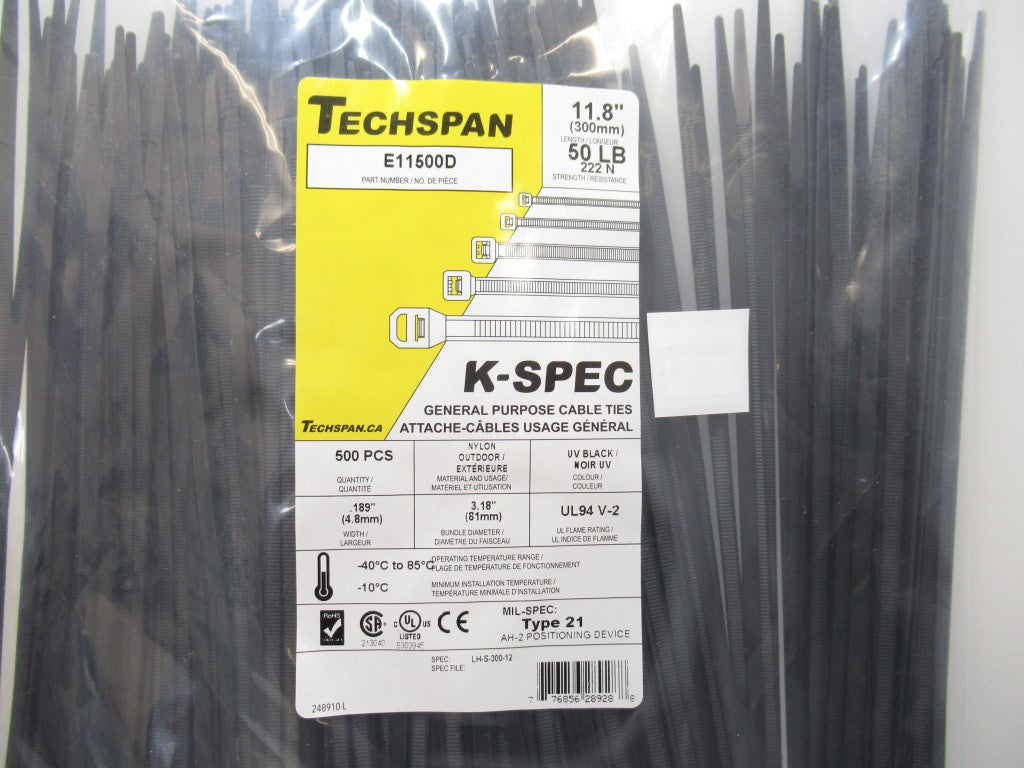 TECHSPAN
E11500D
PART NUMBER / NO. DE PIÈCE
11.8"
(300mm)
LENGTH / LONGEUR
50 LB
222 N
STRENGTH / RÉSISTANCE
K-SPEC
GENERAL PURPOSE CABLE TIES
ATTACHE-CÂBLES USAGE GÉNÉRAL
TECHSPAN.CA
500 PCS
QUANTITY /
QUANTITÉ
NYLON
OUTDOOR /
EXTÉRIEURE
MATERIAL AND USAGE/
MATÉRIEL ET UTILISATION
UV BLACK /
NOIR UV
COLOUR /
COULEUR
.189"
(4.8mm)
WIDTH /
LARGEUR
3.18"
(81mm)
BUNDLE DIAMETER /
DIAMÈTRE DU FAISCEAU
UL94 V-2
UL FLAME RATING /
UL INDICE DE FLAMME
-40°C to 85°C
OPERATING TEMPERATURE RANGE /
PLAGE DE TEMPÉRATURE DE FONCTIONNEMENT
-10°C
MINIMUM INSTALLATION TEMPERATURE /
TEMPÉRATURE MINIMALE D'INSTALLATION
RoHS
SA
213040
C UL US
LISTED
E303945
CE
MIL-SPEC:
Type 21
AH-2 POSITIONING DEVICE
SPEC: LH-S-300-12
SPEC FILE:
248910-L
7 76856 28928 8